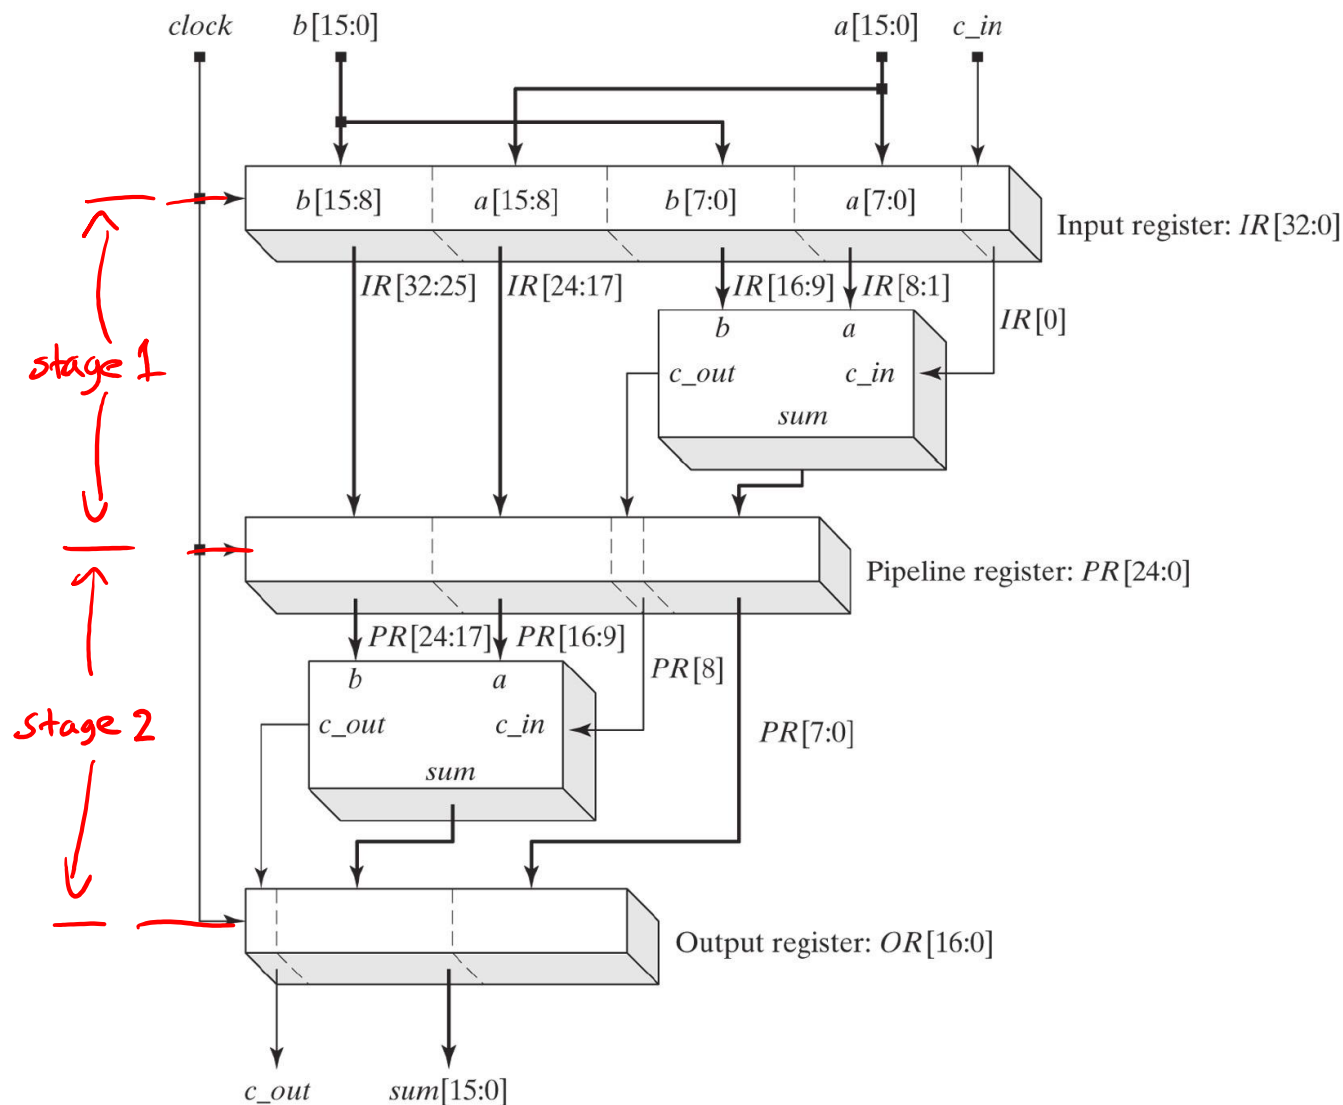 clock b[15:0] a[15:0] c_in
b[15:8] a[15:8] b[7:0] a[7:0]
Input register: IR[32:0]
IR[32:25] IR[24:17] IR[16:9] IR[8:1]
IR[0]
b a
stage 1
c_out c_in
sum
Pipeline register: PR[24:0]
PR[24:17] PR[16:9]
PR[8]
b a
stage 2
c_out c_in
PR[7:0]
sum
Output register: OR[16:0]
c_out sum[15:0]